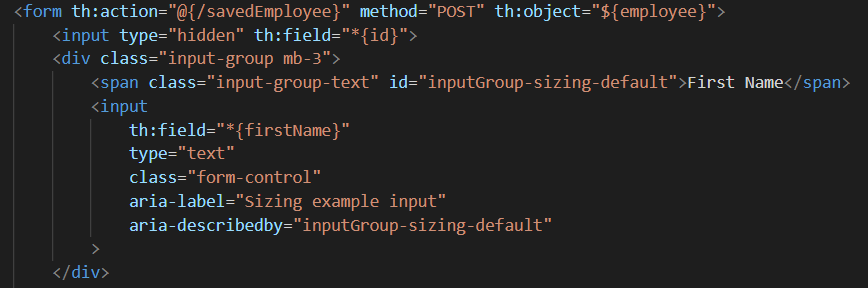 <form th:action="@{/savedEmployee}" method="POST" th:object="${employee}">
<input type="hidden" th:field="*{id}">
<div class="input-group mb-3">
<span class="input-group-text" id="inputGroup-sizing-default">First Name</span>
<input
th:field="*{firstName}"
type="text"
class="form-control"
aria-label="Sizing example input"
aria-describedby="inputGroup-sizing-default"
>
</div>